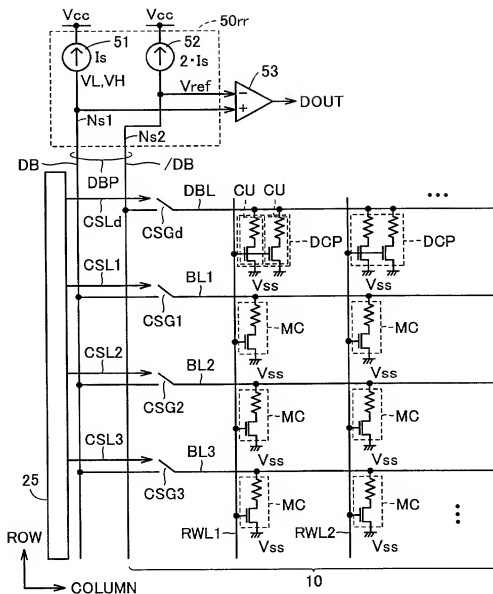 Vcc Vcc 50rr
51 52
Is 2·Is 53
VL,VH Vref − + DOUT
Ns1
Ns2
DB /DB
DBP CU CU ...
CSLd DBL
CSGd DCP DCP
CSL1 BL1 Vss Vss
CSG1 MC MC
CSL2 BL2 Vss Vss
CSG2 MC MC
CSL3 BL3 Vss Vss
25 CSG3 MC MC
RWL1 RWL2
ROW Vss Vss
COLUMN 10